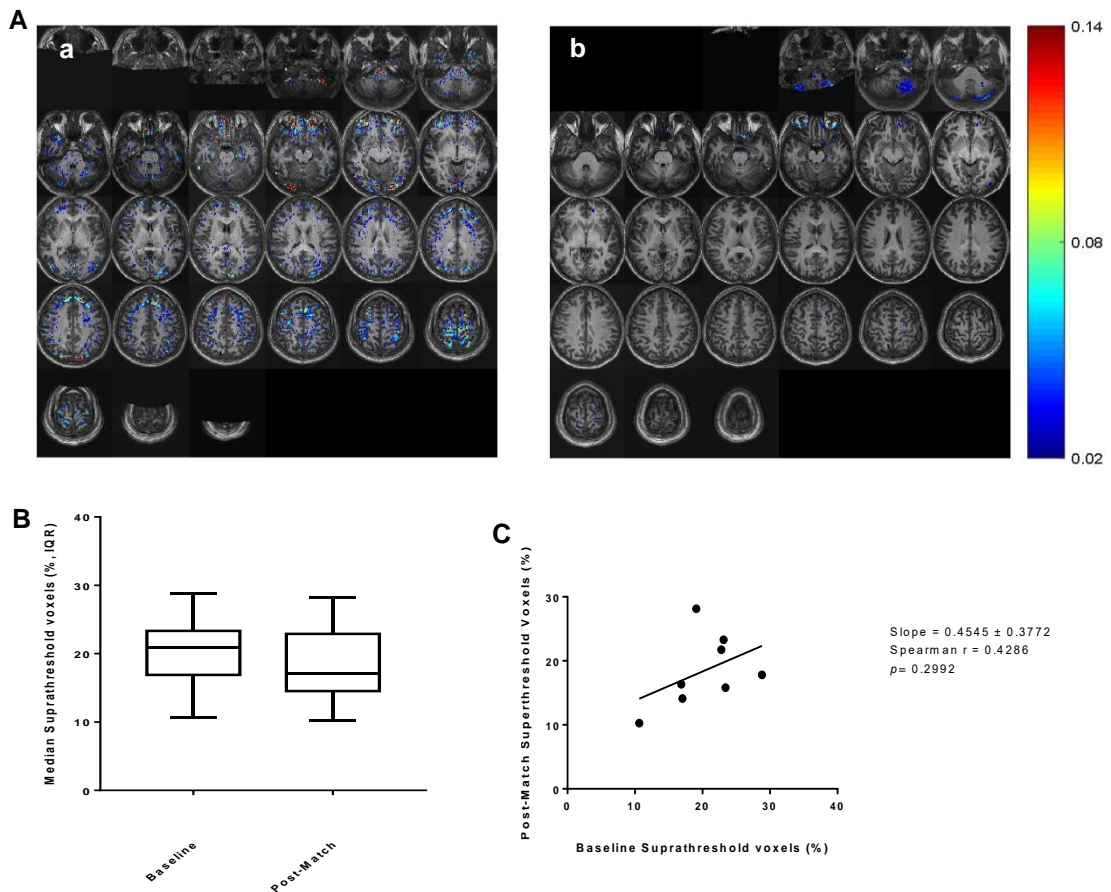 A
a
b
0.14
0.08
0.02
B
Median Suprathreshold voxels (%, IQR)
40
30
20
10
0
Baseline
Post-Match
C
Post-Match Superthreshold Voxels (%)
30
20
10
0
0
10
20
30
40
Baseline Suprathreshold voxels (%)
Slope = 0.4545 ± 0.3772
Spearman r = 0.4286
p= 0.2992